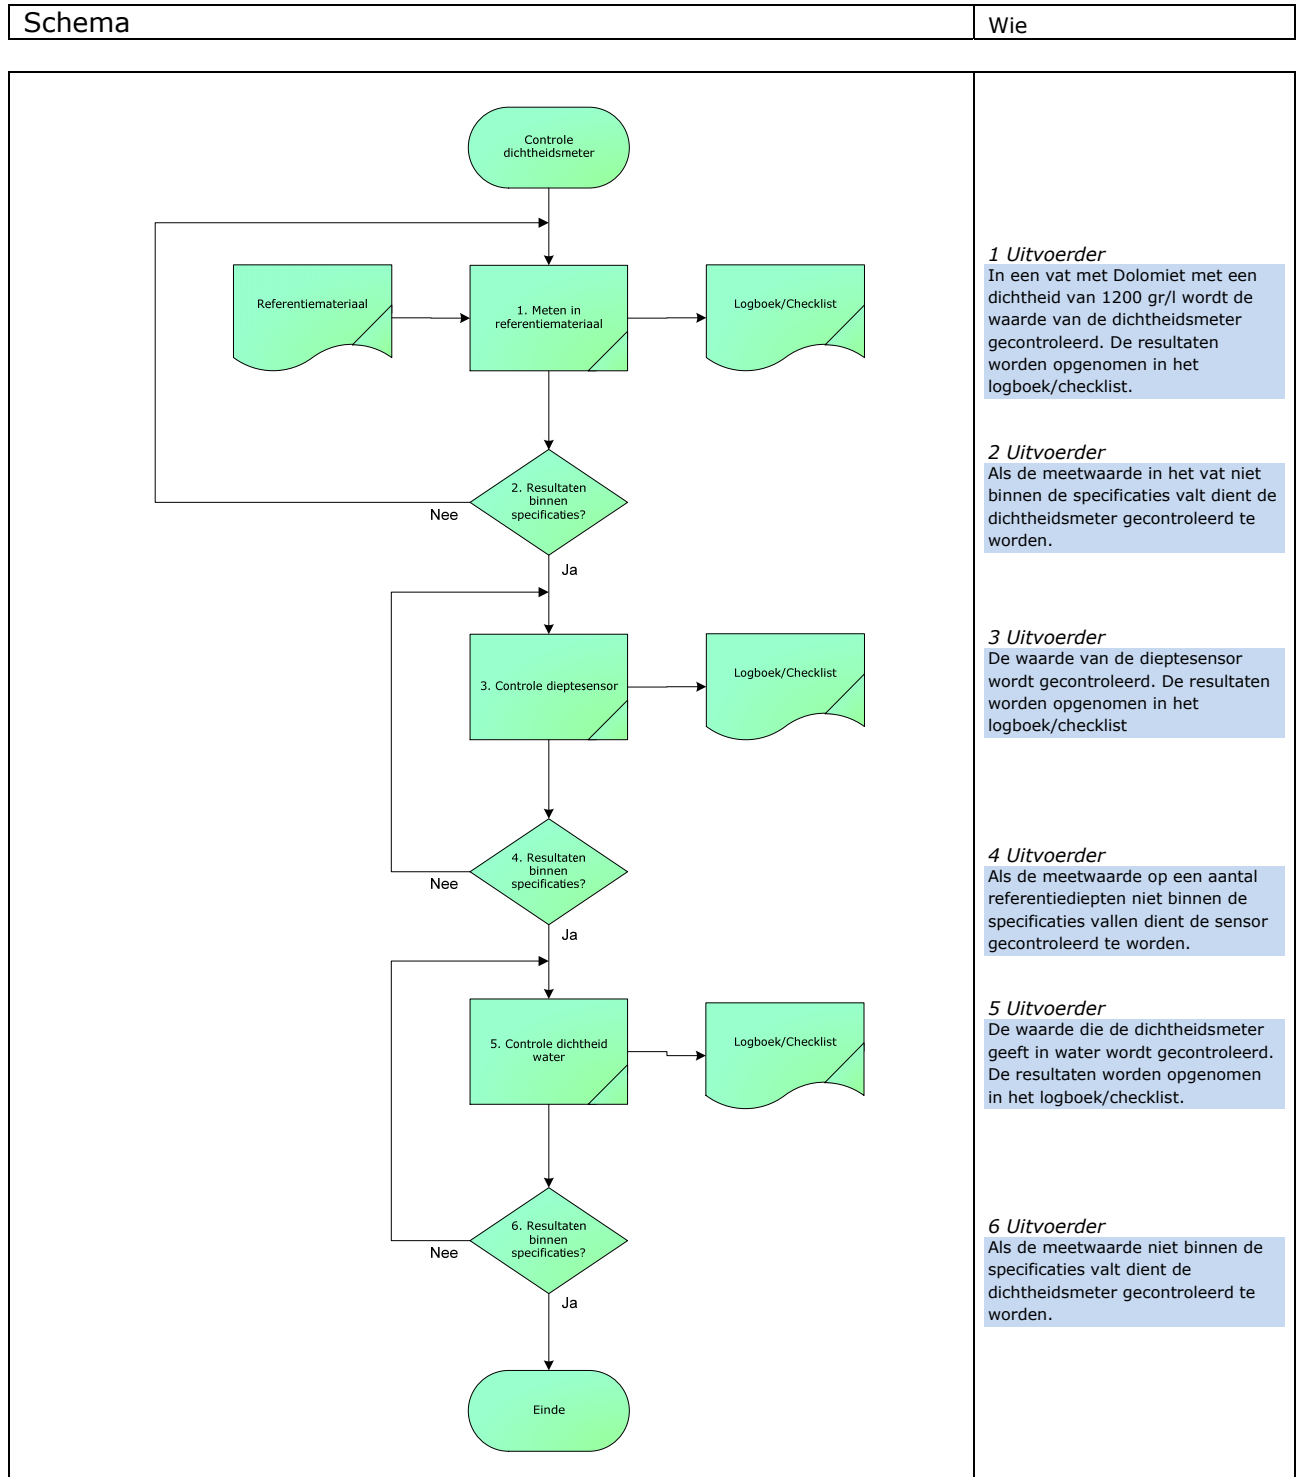 Schema
Wie
Controle
dichtheidsmeter
Referentiemateriaal
1. Meten in
referentiemateriaal
Logboek/Checklist
2. Resultaten
binnen
specificaties?
Nee
Ja
3. Controle dieptesensor
Logboek/Checklist
4. Resultaten
binnen
specificaties?
Nee
Ja
5. Controle dichtheid
water
Logboek/Checklist
6. Resultaten
binnen
specificaties?
Nee
Ja
Einde
1 Uitvoerder
In een vat met Dolomiet met een
dichtheid van 1200 gr/l wordt de
waarde van de dichtheidsmeter
gecontroleerd. De resultaten
worden opgenomen in het
logboek/checklist.
2 Uitvoerder
Als de meetwaarde in het vat niet
binnen de specificaties valt dient de
dichtheidsmeter gecontroleerd te
worden.
3 Uitvoerder
De waarde van de dieptesensor
wordt gecontroleerd. De resultaten
worden opgenomen in het
logboek/checklist
4 Uitvoerder
Als de meetwaarde op een aantal
referentiediepten niet binnen de
specificaties vallen dient de sensor
gecontroleerd te worden.
5 Uitvoerder
De waarde die de dichtheidsmeter
geeft in water wordt gecontroleerd.
De resultaten worden opgenomen
in het logboek/checklist.
6 Uitvoerder
Als de meetwaarde niet binnen de
specificaties valt dient de
dichtheidsmeter gecontroleerd te
worden.